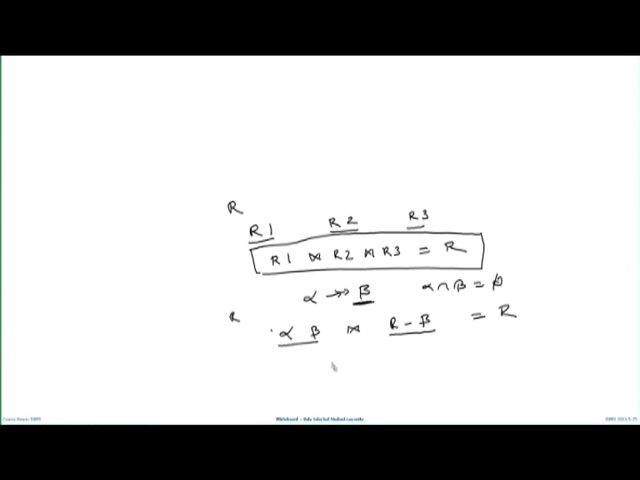 R
R1 R2 R3
R1 ⋈ R2 ⋈ R3 = R
α ↠ β α ∩ β = ϕ
R
α β ⋈ R - β = R